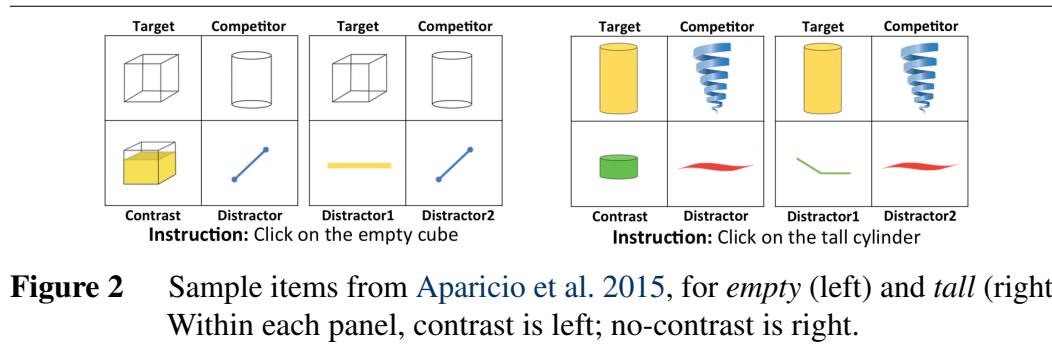 Target Competitor Target Competitor Target Competitor Target Competitor
Contrast Distractor Distractor1 Distractor2 Contrast Distractor Distractor1 Distractor2
Instruction: Click on the empty cube Instruction: Click on the tall cylinder
Figure 2 Sample items from Aparicio et al. 2015, for empty (left) and tall (right
Within each panel, contrast is left; no-contrast is right.